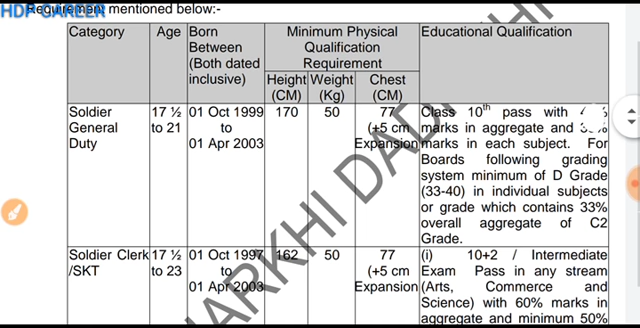 HDP CAREER
Requirement mentioned below:-
Category Age Born Between (Both dated inclusive) Minimum Physical Qualification Requirement Educational Qualification
Height (CM) Weight (Kg) Chest (CM)
Soldier General Duty
17 ½ to 21
01 Oct 1999 to 01 Apr 2003
170
50
77 (+5 cm Expansion
Class 10th pass with
marks in aggregate and
marks in each subject. For
Boards following grading
system minimum of D Grade
(33-40) in individual subjects
or grade which contains 33%
overall aggregate of C2
Grade.
Soldier Clerk /SKT
17 ½ to 23
01 Oct 1997 to 01 Apr 2003
162
50
77 (+5 cm Expansion
(i) 10+2 / Intermediate
Exam Pass in any stream
(Arts, Commerce and
Science) with 60% marks in
aggregate and minimum 50%
ARKHI DADRI